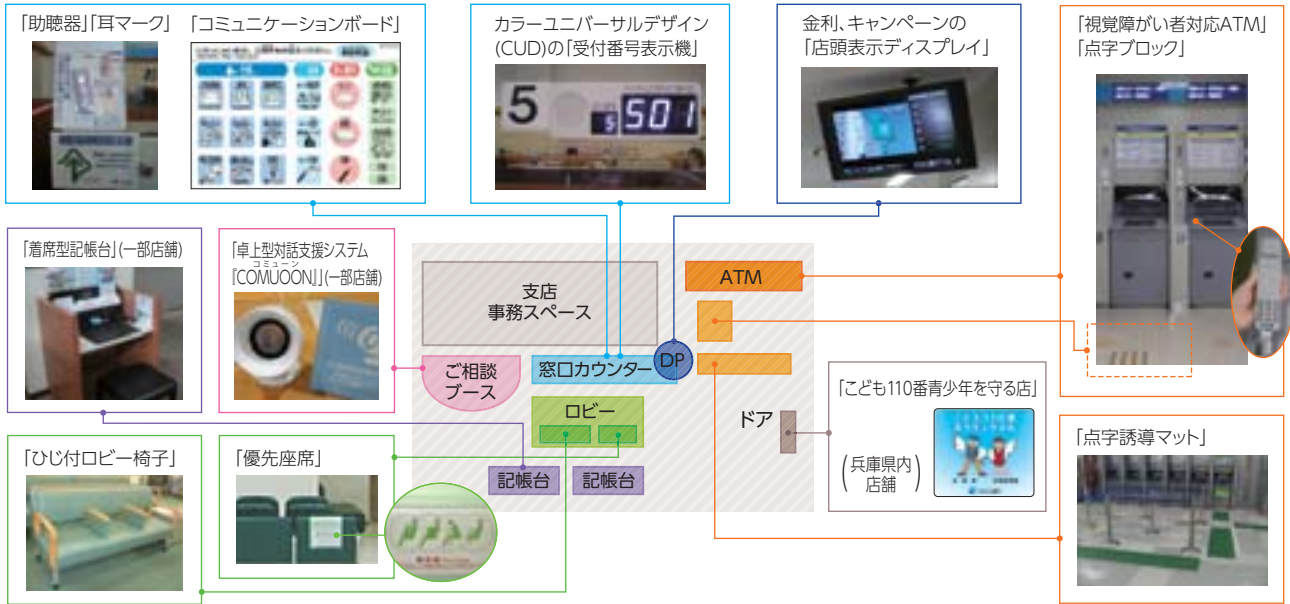 「助聴器」「耳マーク」
「コミュニケーションボード」
カラーユニバーサルデザイン
(CUD)の「受付番号表示機」
5
5
501
金利、キャンペーンの
「店頭表示ディスプレイ」
「視覚障がい者対応ATM」
「点字ブロック」
「着席型記帳台」(一部店舗)
「卓上型対話支援システム
コミューン
『COMUOON』」(一部店舗)
支店
事務スペース
ATM
ご相談
ブース
窓口カウンター
DP
ロビー
ドア
記帳台
記帳台
「こども110番青少年を守る店」
(兵庫県内
店舗)
「ひじ付ロビー椅子」
「優先座席」
「点字誘導マット」